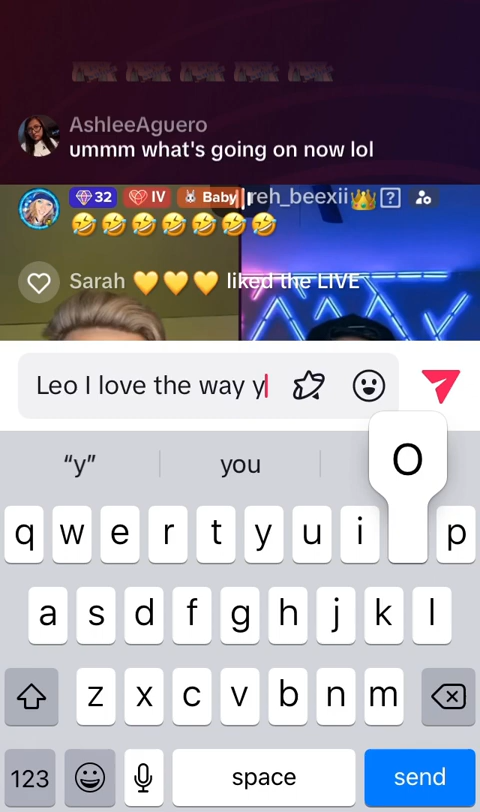 AshleeAguero
ummm what's going on now lol
32 IV Baby reh_beexii
🤣🤣🤣🤣🤣🤣🤣
Sarah 💛💛💛 liked the LIVE
Leo I love the way y
“y” you
O
q w e r t y u i p
a s d f g h j k l
z x c v b n m
123 space send